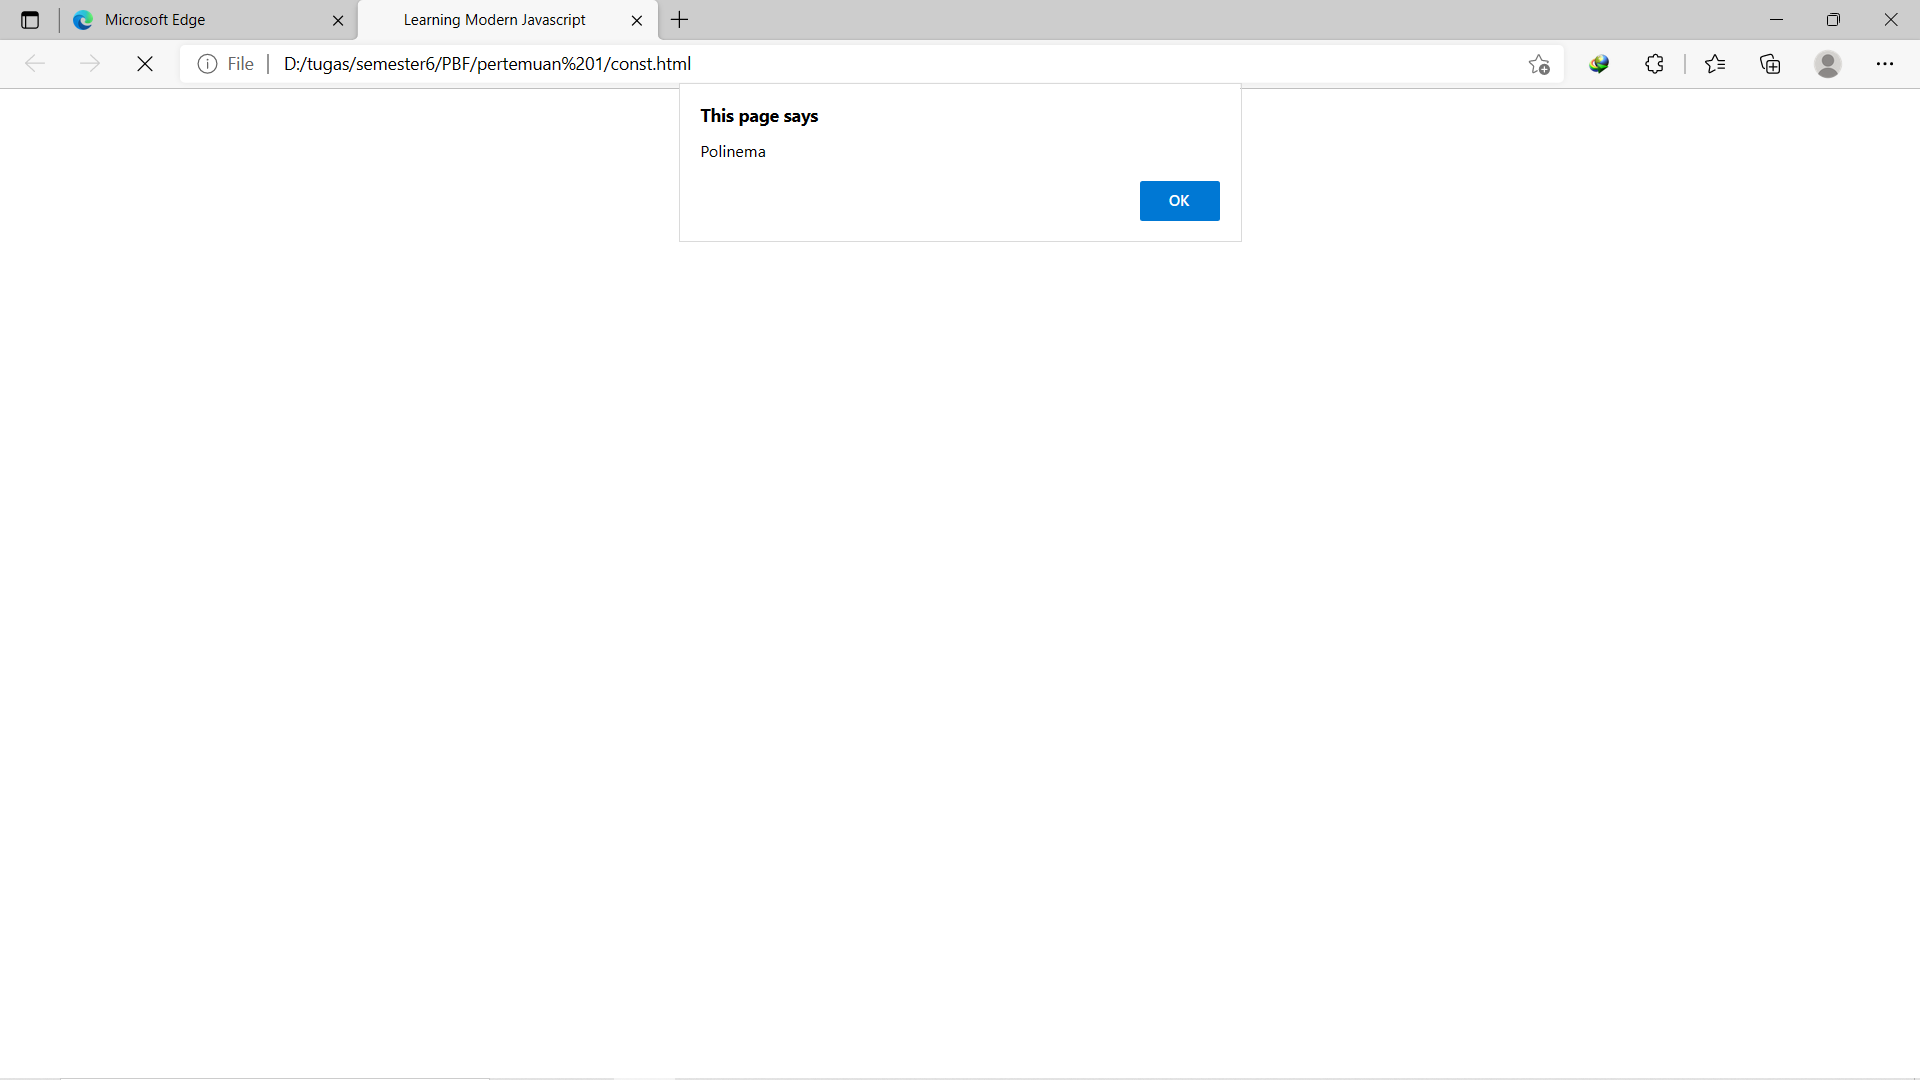 Microsoft Edge
Learning Modern Javascript
File
D:/tugas/semester6/PBF/pertemuan%201/const.html
This page says
Polinema
OK